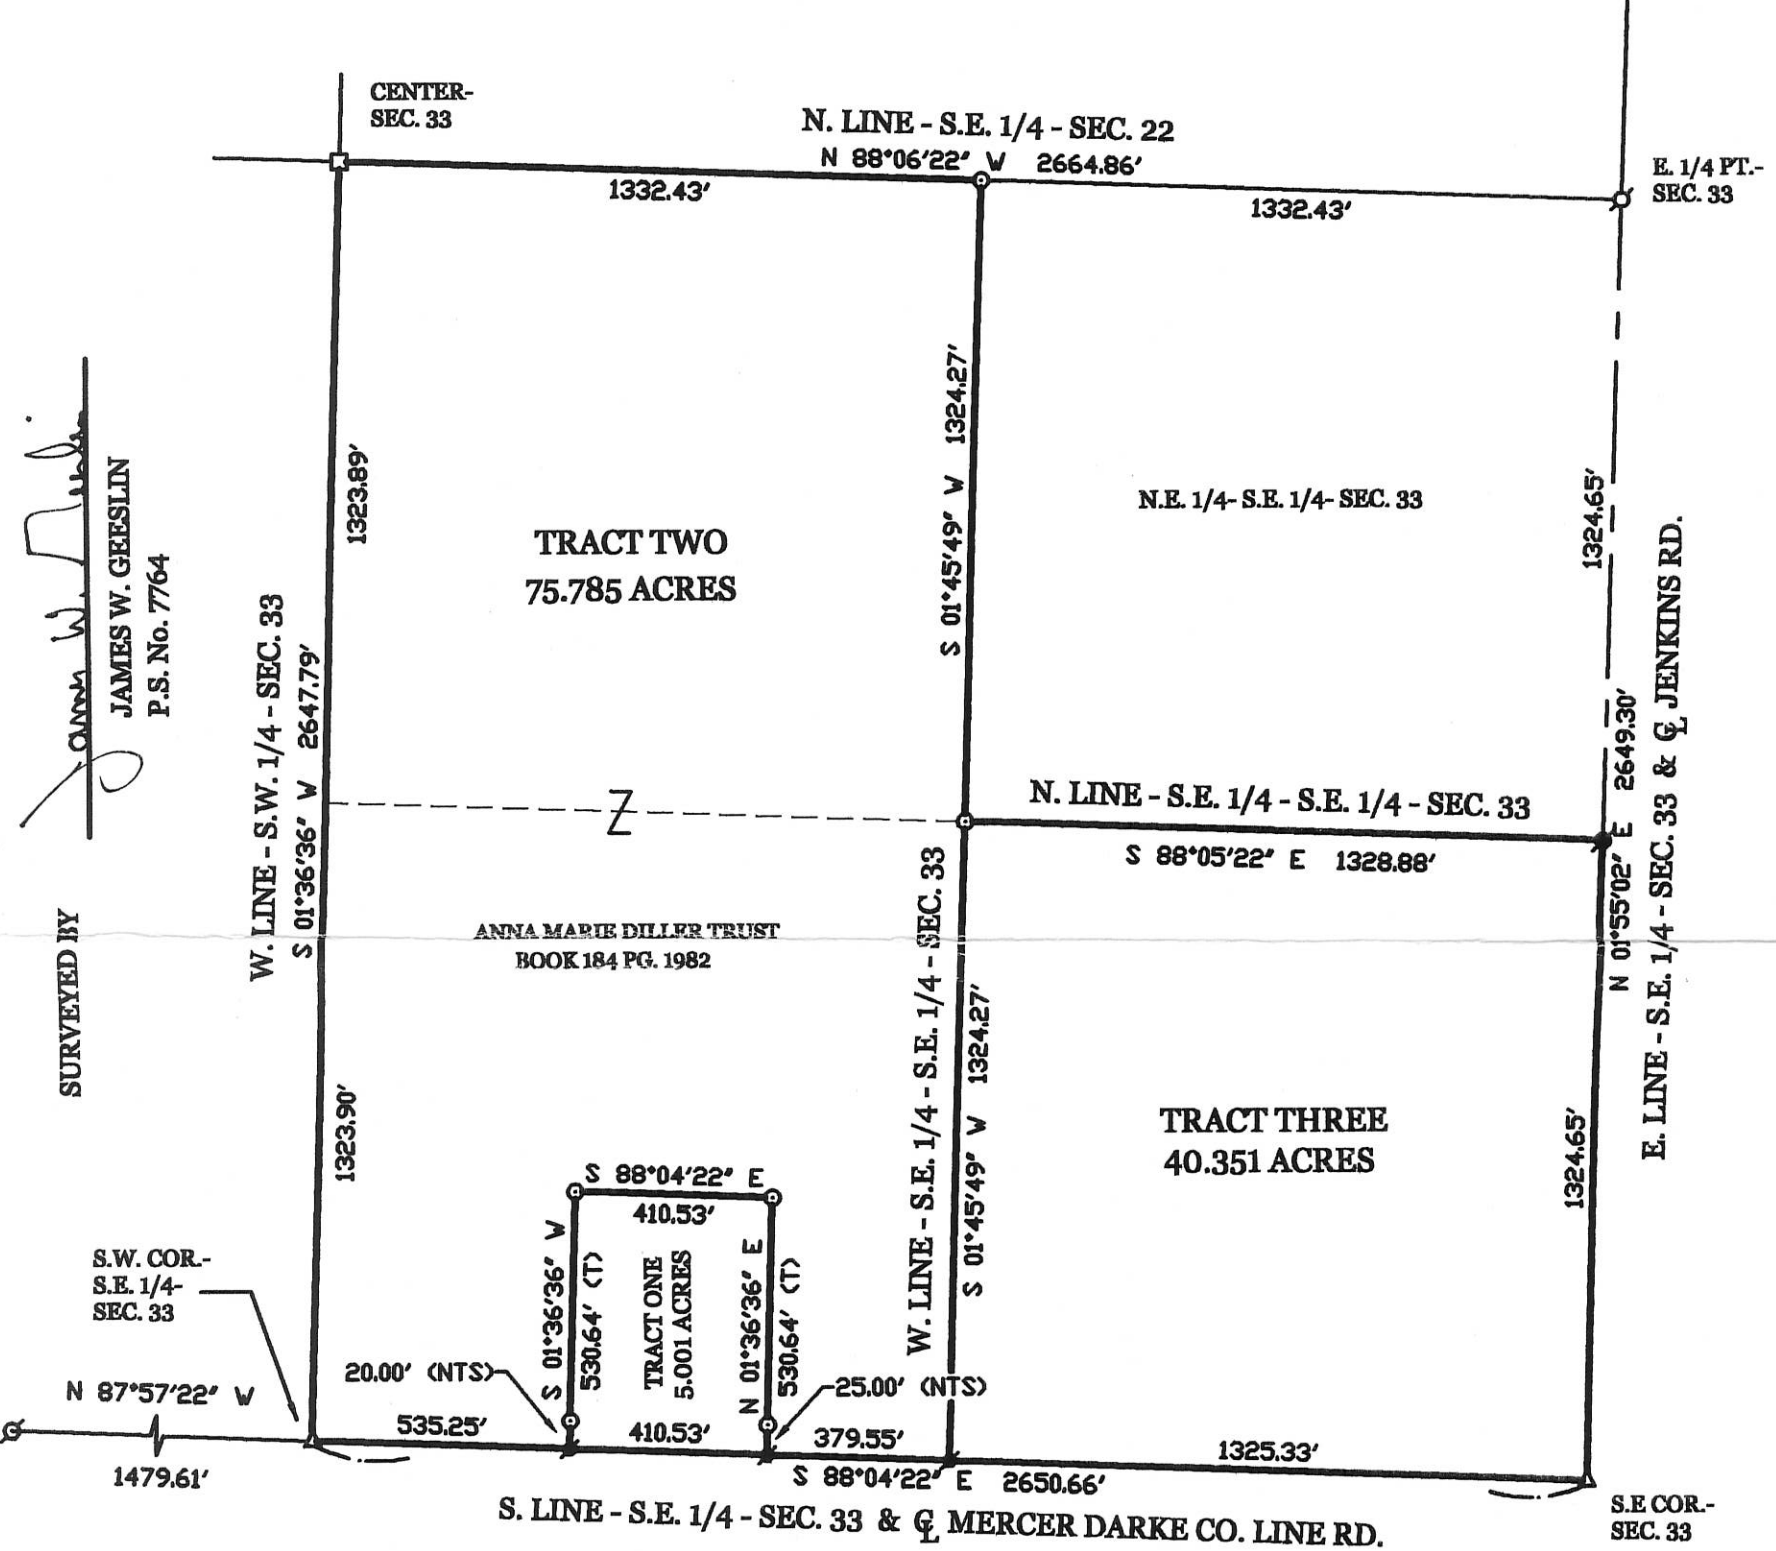 CENTER-
SEC. 33
N. LINE - S.E. 1/4 - SEC. 22
N 88°06'22" W 2664.86'
1332.43'
1332.43'
E. 1/4 PT.-
SEC. 33
1323.89'
S 01°45'49" W 1324.27'
N.E. 1/4- S.E. 1/4- SEC. 33
1324.65'
TRACT TWO
75.785 ACRES
JAMES W. GEESLIN
P.S. No. 7764
SURVEYED BY
W. LINE - S.W. 1/4 - SEC. 33
S 01°36'36" W 2647.79'
Z
N. LINE - S.E. 1/4 - S.E. 1/4 - SEC. 33
S 88°05'22" E 1328.88'
N 01°55'02" E 2649.30'
E. LINE - S.E. 1/4 - SEC. 33 & ℄ JENKINS RD.
ANNA MARIE DILLER TRUST
BOOK 184 PG. 1982
W. LINE - S.E. 1/4 - S.E. 1/4 - SEC. 33
S 01°45'49" W 1324.27'
1323.90'
TRACT THREE
40.351 ACRES
1324.65'
S 88°04'22" E
410.53'
S 01°36'36" W
530.64' (T)
TRACT ONE
5.001 ACRES
N 01°36'36" E
530.64' (T)
S.W. COR.-
S.E. 1/4-
SEC. 33
20.00' (NTS)
25.00' (NTS)
N 87°57'22" W
1479.61'
535.25'
410.53'
379.55'
1325.33'
S 88°04'22" E 2650.66'
S. LINE - S.E. 1/4 - SEC. 33 & ℄ MERCER DARKE CO. LINE RD.
S.E COR.-
SEC. 33